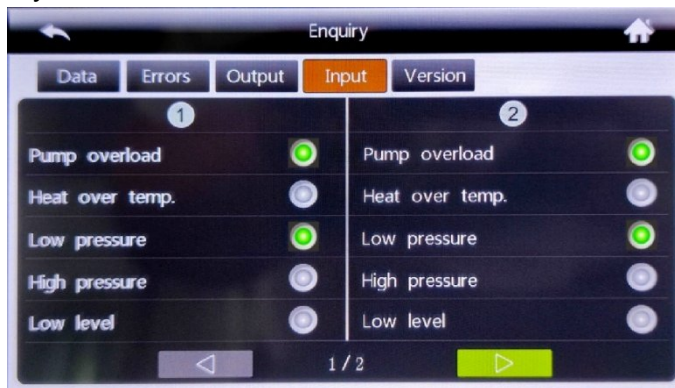 Enquiry
Data Errors Output Input Version
1 2
Pump overload Pump overload
Heat over temp. Heat over temp.
Low pressure Low pressure
High pressure High pressure
Low level Low level
1 / 2